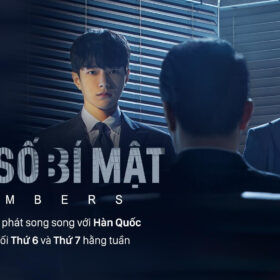 SỐ BÍ MẬT
MBERS
phát song song với Hàn Quốc
ối Thứ 6 và Thứ 7 hằng tuần